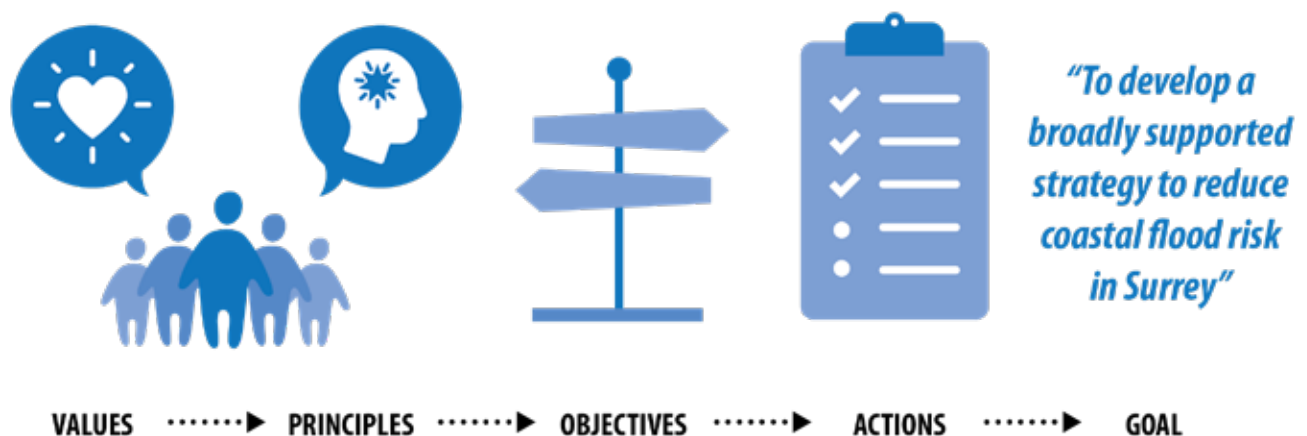 “To develop a
broadly supported
strategy to reduce
coastal flood risk
in Surrey”
VALUES PRINCIPLES OBJECTIVES ACTIONS GOAL